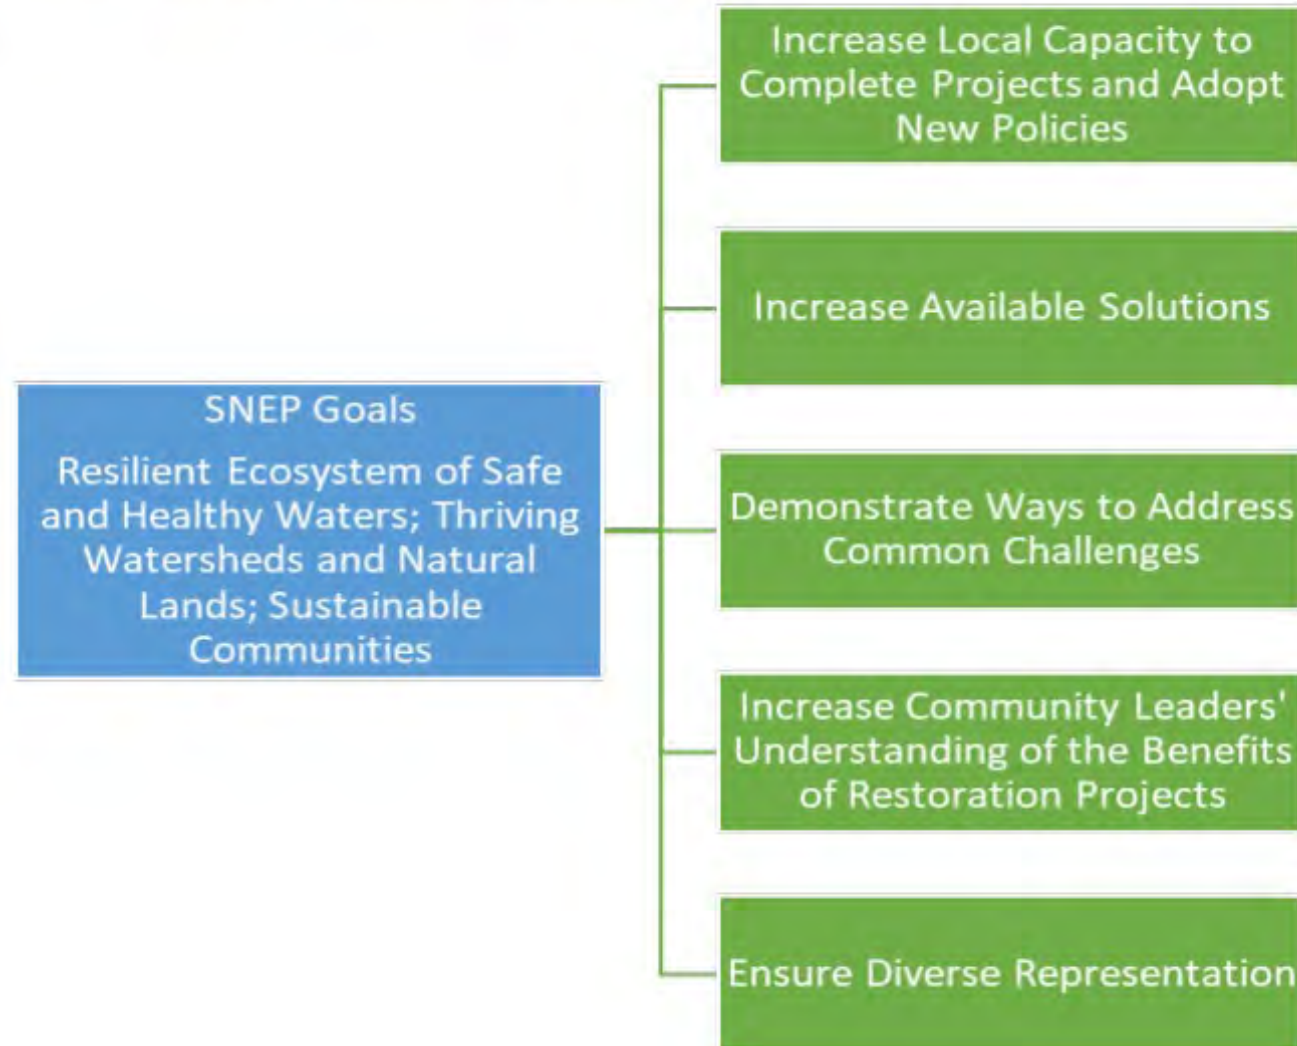 SNEP Goals
Resilient Ecosystem of Safe
and Healthy Waters; Thriving
Watersheds and Natural
Lands; Sustainable
Communities
Increase Local Capacity to
Complete Projects and Adopt
New Policies
Increase Available Solutions
Demonstrate Ways to Address
Common Challenges
Increase Community Leaders'
Understanding of the Benefits
of Restoration Projects
Ensure Diverse Representation